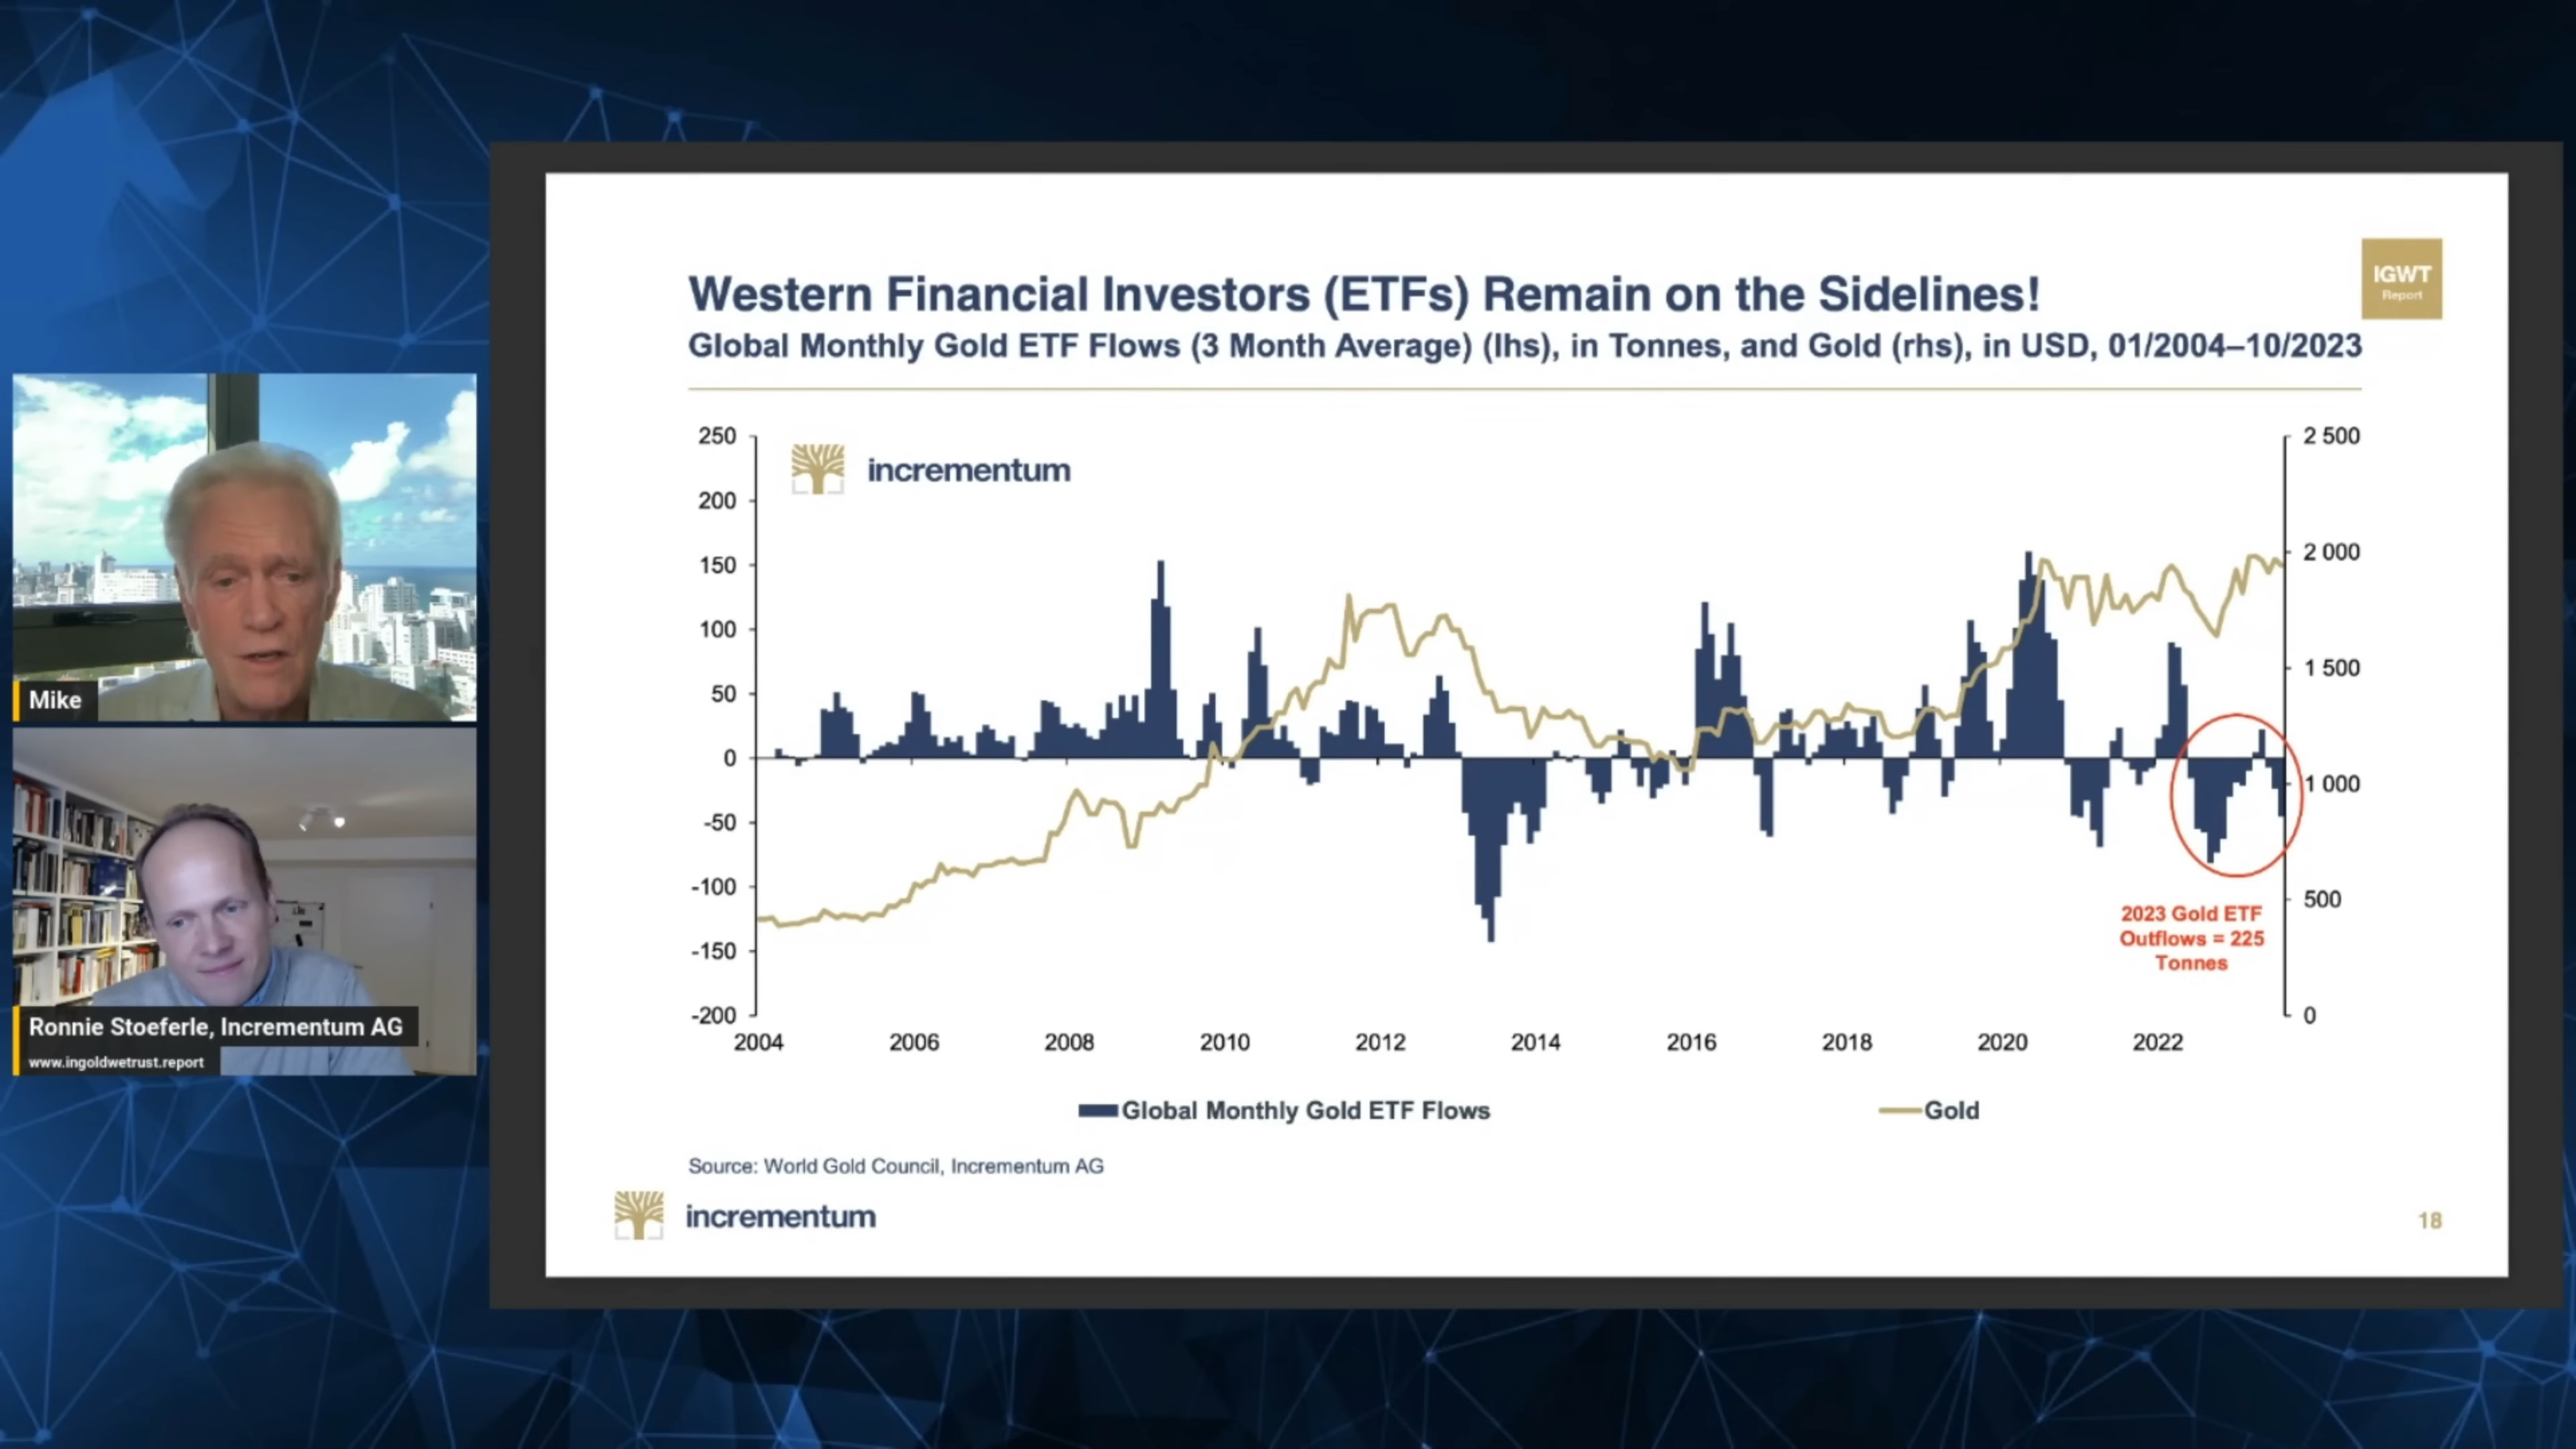 Western Financial Investors (ETFs) Remain on the Sidelines!
Global Monthly Gold ETF Flows (3 Month Average) (lhs), in Tonnes, and Gold (rhs), in USD, 01/2004–10/2023
IGWT
Report
incrementum
250
200
150
100
50
0
-50
-100
-150
-200
2 500
2 000
1 500
1 000
500
0
2023 Gold ETF
Outflows = 225
Tonnes
2004 2006 2008 2010 2012 2014 2016 2018 2020 2022
Global Monthly Gold ETF Flows Gold
Source: World Gold Council, Incrementum AG
incrementum
18
Mike
Ronnie Stoeferle, Incrementum AG
www.ingoldwetrust.report